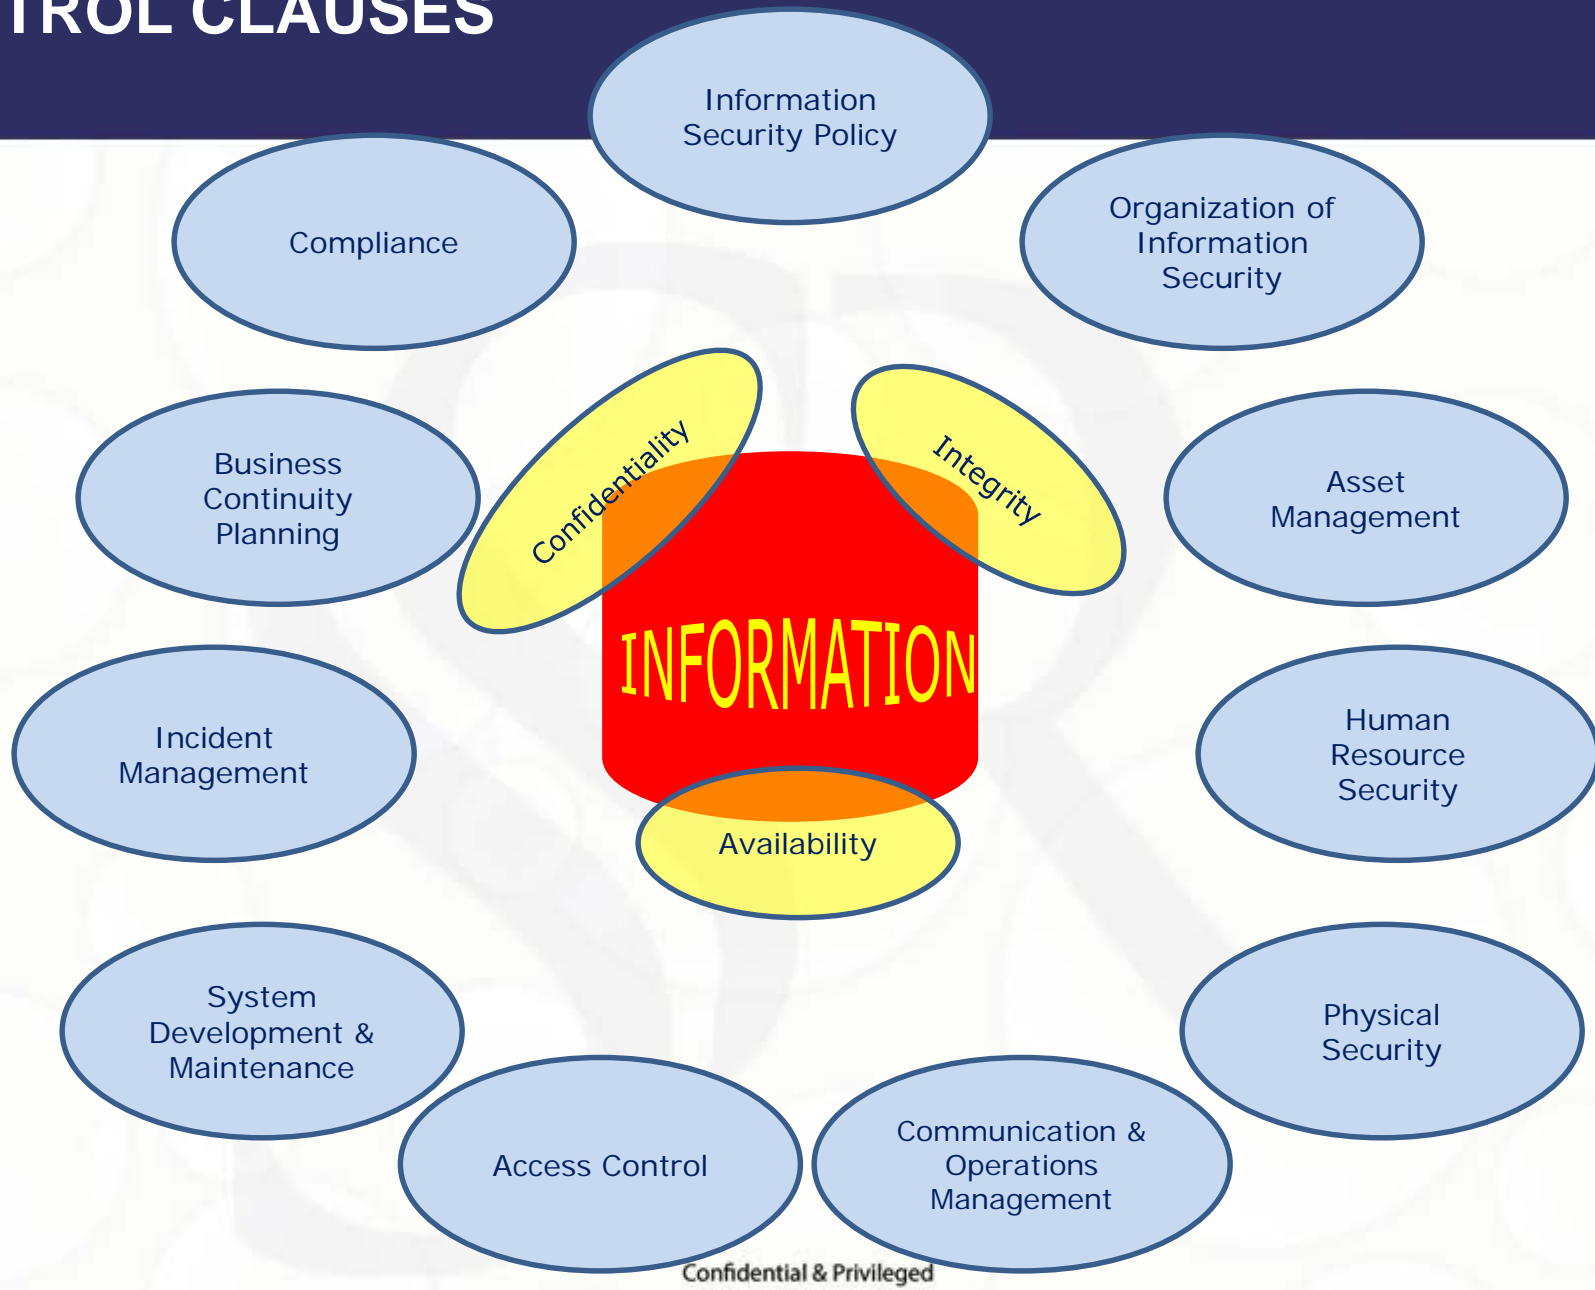 TROL CLAUSES
Information
Security Policy
Compliance
Organization of
Information
Security
Business
Continuity
Planning
Confidentiality
Integrity
Asset
Management
INFORMATION
Incident
Management
Human
Resource
Security
Availability
System
Development &
Maintenance
Physical
Security
Access Control
Communication &
Operations
Management
Confidential & Privileged